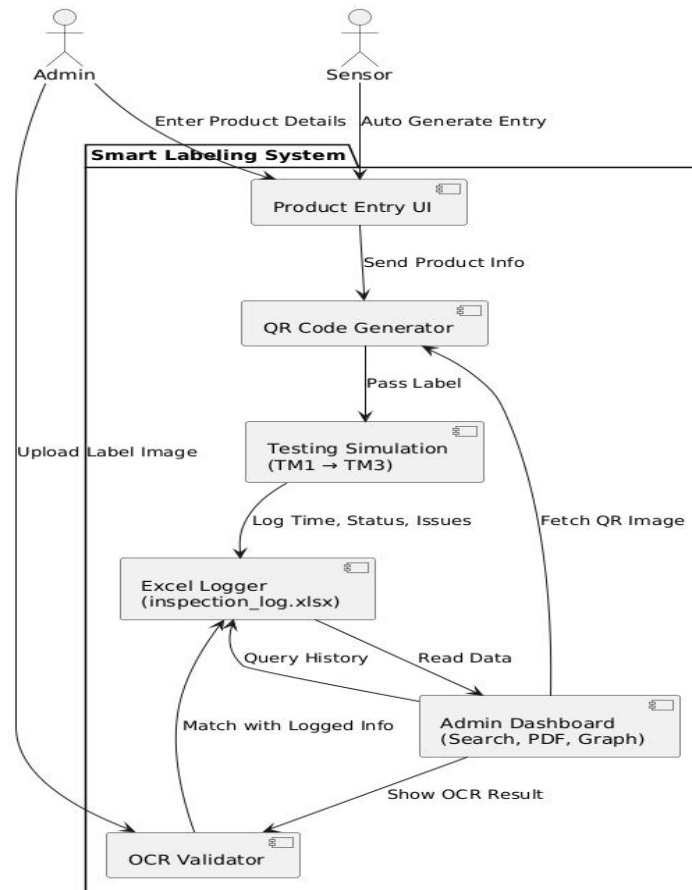 Admin
Sensor
Enter Product Details
Auto Generate Entry
Smart Labeling System
Product Entry UI
Send Product Info
QR Code Generator
Pass Label
Upload Label Image
Testing Simulation
(TM1 → TM3)
Log Time, Status, Issues
Fetch QR Image
Excel Logger
(inspection_log.xlsx)
Query History
Read Data
Match with Logged Info
Admin Dashboard
(Search, PDF, Graph)
Show OCR Result
OCR Validator